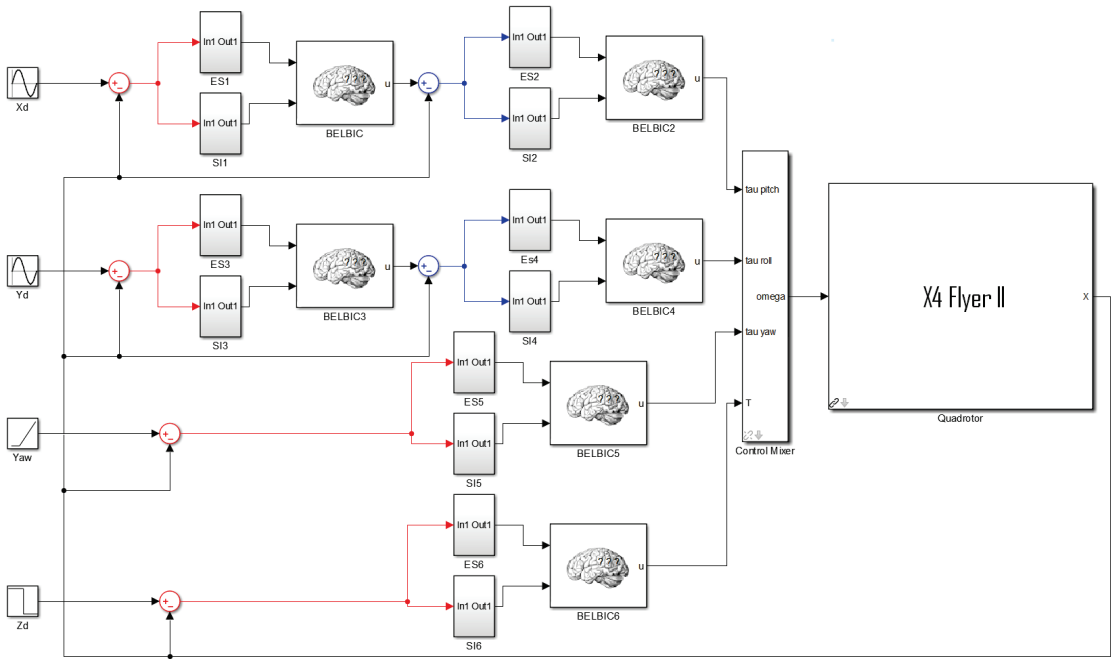 Xd
In1 Out1
ES1
In1 Out1
SI1
u
BELBIC
In1 Out1
ES2
In1 Out1
SI2
u
BELBIC2
Yd
In1 Out1
ES3
In1 Out1
SI3
u
BELBIC3
In1 Out1
Es4
In1 Out1
SI4
u
BELBIC4
Yaw
In1 Out1
ES5
In1 Out1
SI5
u
BELBIC5
Zd
In1 Out1
ES6
In1 Out1
SI6
u
BELBIC6
tau pitch
tau roll
omega
tau yaw
T
Control Mixer
X4 Flyer II
X
Quadrotor